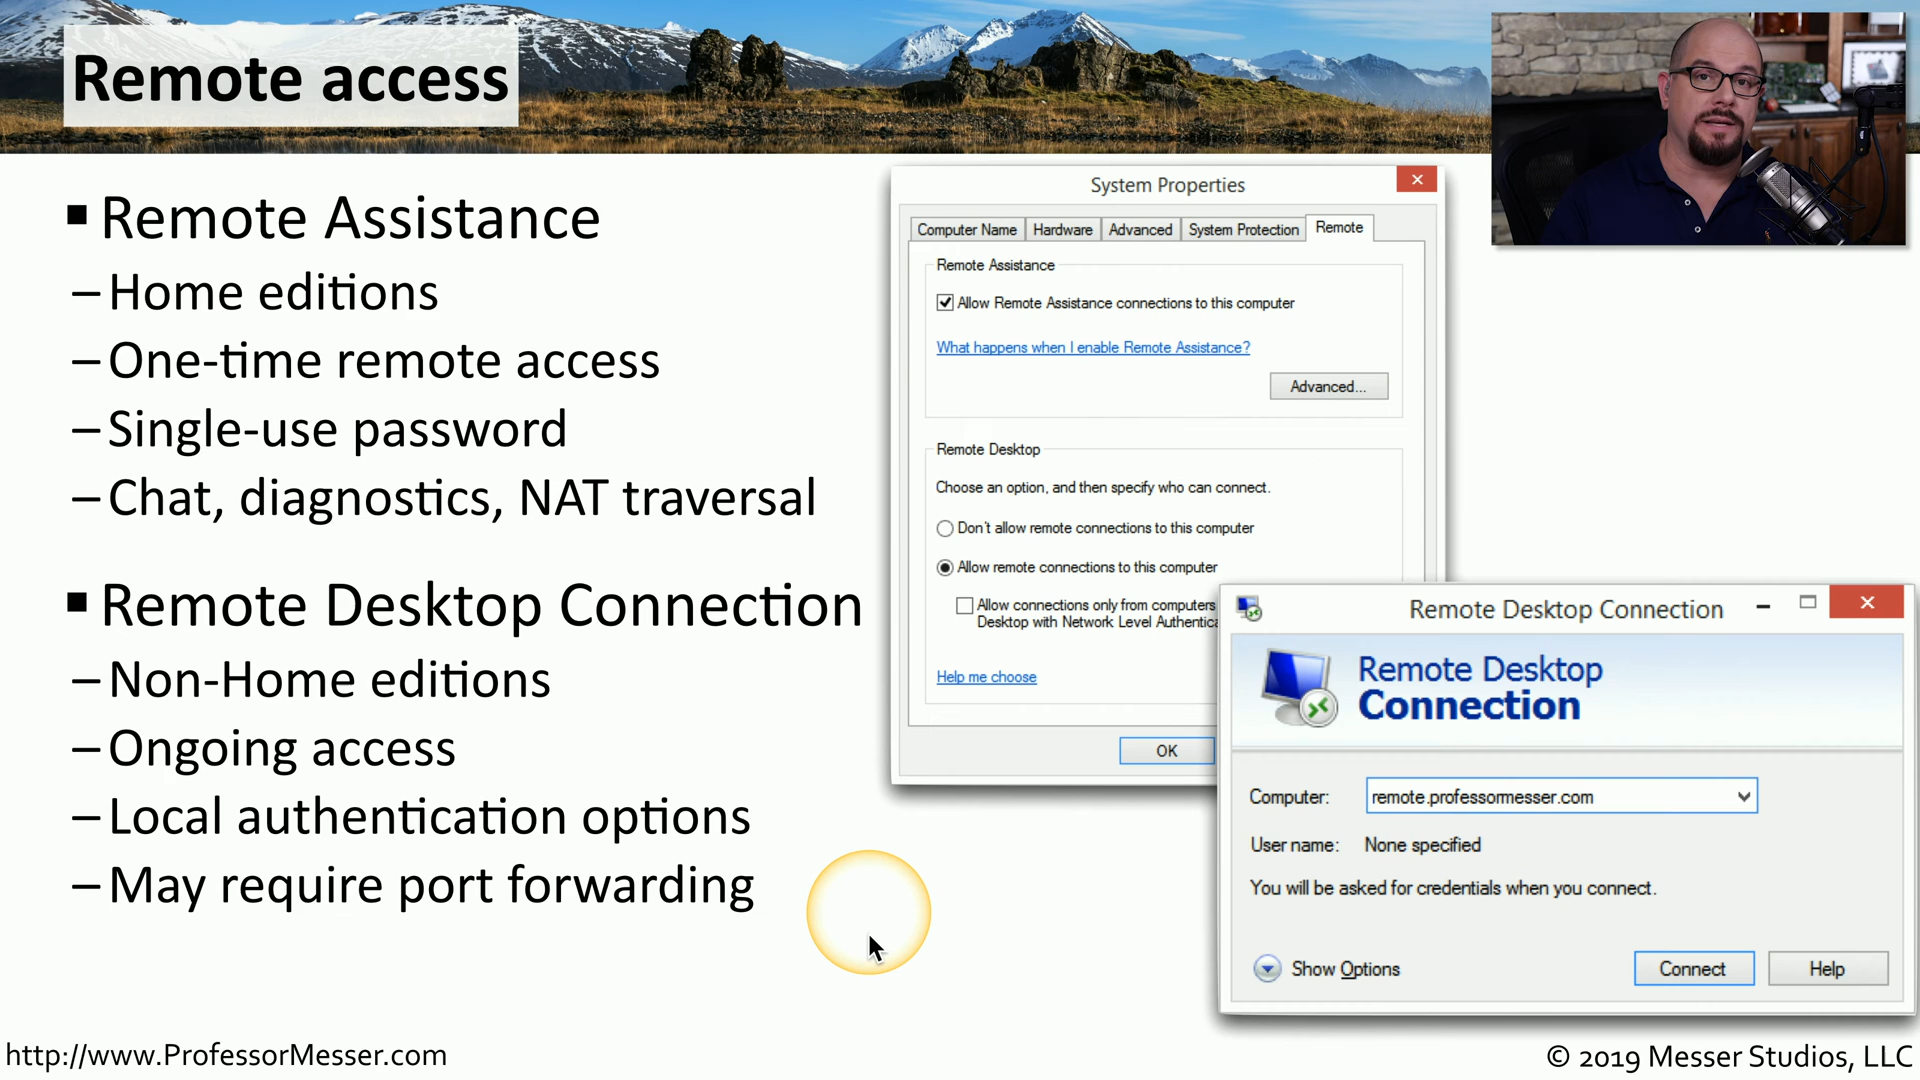 Remote access
▪ Remote Assistance
– Home editions
– One-time remote access
– Single-use password
– Chat, diagnostics, NAT traversal
▪ Remote Desktop Connection
– Non-Home editions
– Ongoing access
– Local authentication options
– May require port forwarding
System Properties
Computer Name Hardware Advanced System Protection Remote
Remote Assistance
Allow Remote Assistance connections to this computer
What happens when I enable Remote Assistance?
Advanced...
Remote Desktop
Choose an option, and then specify who can connect.
Don't allow remote connections to this computer
Allow remote connections to this computer
Allow connections only from computers
Desktop with Network Level Authentica
Help me choose
OK
Remote Desktop Connection
Remote Desktop
Connection
Computer: remote.professormesser.com
User name: None specified
You will be asked for credentials when you connect.
Show Options Connect Help
http://www.ProfessorMesser.com
© 2019 Messer Studios, LLC